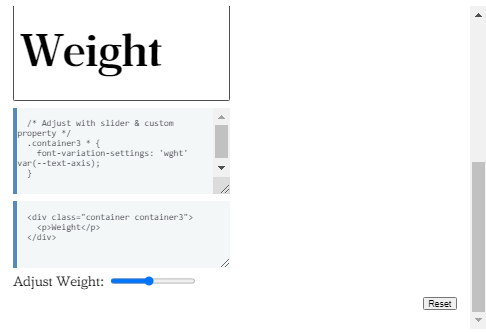 Weight
/* Adjust with slider & custom
property */
.container3 * {
font-variation-settings: 'wght'
var(--text-axis);
}
<div class="container container3">
<p>Weight</p>
</div>
Adjust Weight:
Reset